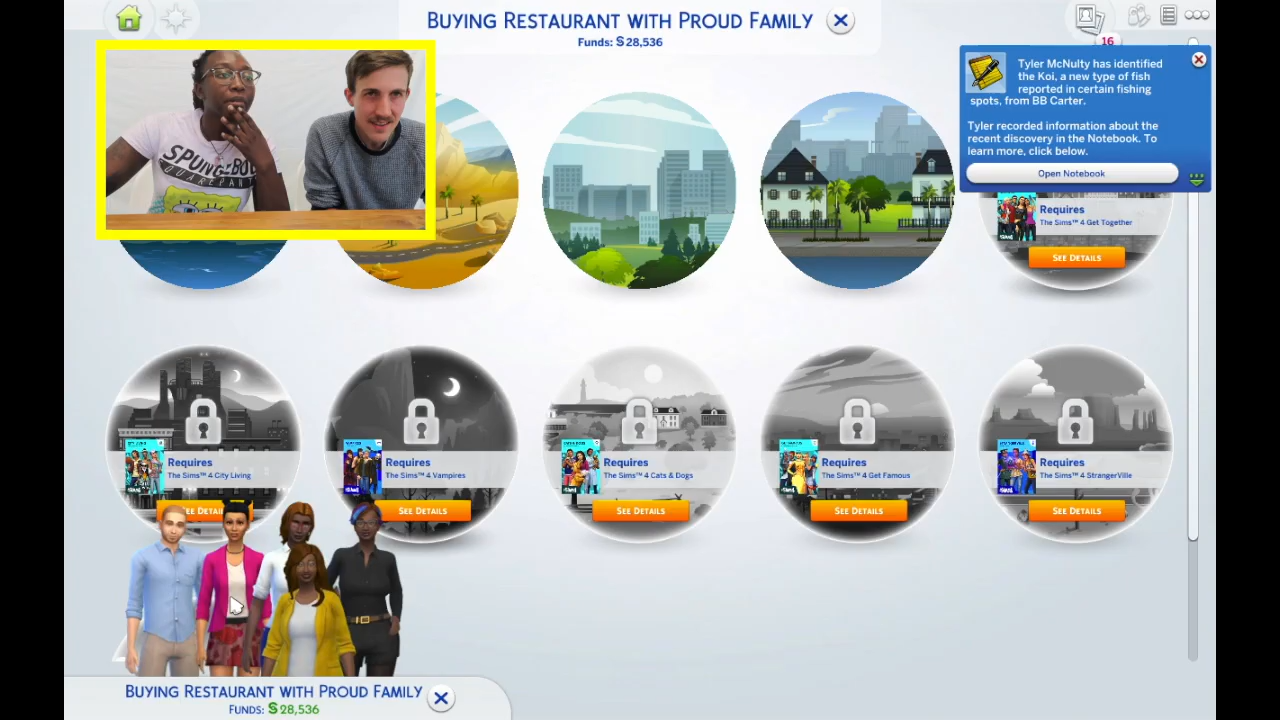 BUYING RESTAURANT WITH PROUD FAMILY
Funds: $28,536
16
Tyler McNulty has identified
the Koi, a new type of fish
reported in certain fishing
spots, from BB Carter.
Tyler recorded information about the
recent discovery in the Notebook. To
learn more, click below.
Open Notebook
SPONGEBOB
SQUAREPANTS
Requires
The Sims™ 4 Get Together
SEE DETAILS
Requires
The Sims™ 4 City Living
SEE DETAILS
Requires
The Sims™ 4 Vampires
SEE DETAILS
Requires
The Sims™ 4 Cats & Dogs
SEE DETAILS
Requires
The Sims™ 4 Get Famous
SEE DETAILS
Requires
The Sims™ 4 StrangerVille
SEE DETAILS
BUYING RESTAURANT WITH PROUD FAMILY
FUNDS: $28,536